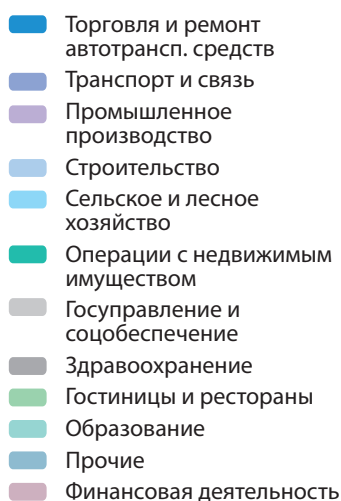 Торговля и ремонт
автотрансп. средств
Транспорт и связь
Промышленное
производство
Строительство
Сельское и лесное
хозяйство
Операции с недвижимым
имуществом
Госуправление и
соцобеспечение
Здравоохранение
Гостиницы и рестораны
Образование
Прочие
Финансовая деятельность